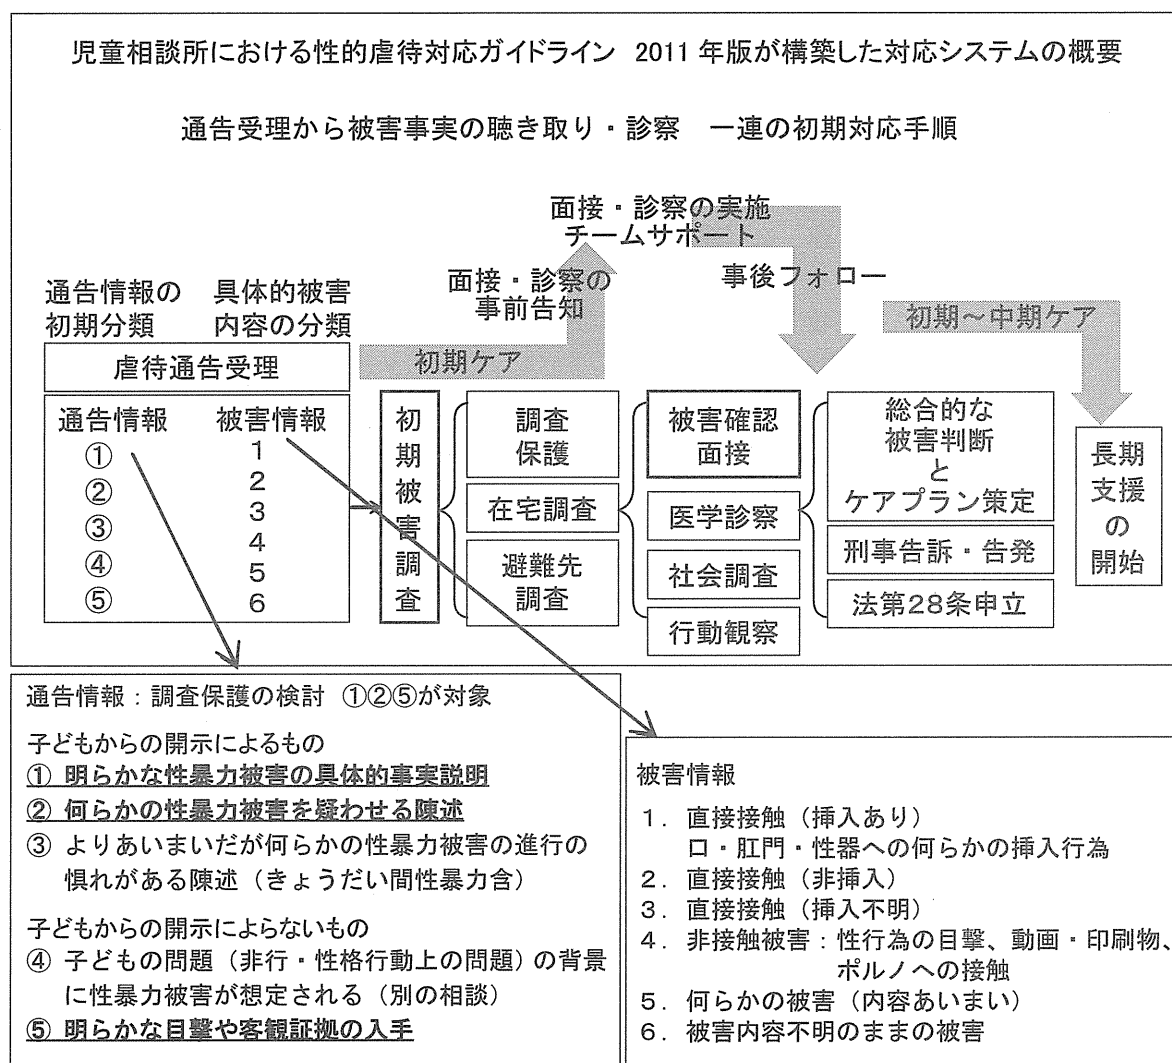 児童相談所における性的虐待対応ガイドライン 2011年版が構築した対応システムの概要
通告受理から被害事実の聴き取り・診察 一連の初期対応手順
面接・診察の実施
チームサポート
面接・診察の
事前告知
事後フォロー
通告情報の
初期分類
具体的被害
内容の分類
初期ケア
初期～中期ケア
虐待通告受理
通告情報
①
②
③
④
⑤
被害情報
1
2
3
4
5
6
初期被害調査
調査
保護
在宅調査
避難先
調査
被害確認
面接
医学診察
社会調査
行動観察
総合的な
被害判断
と
ケアプラン策定
刑事告訴・告発
法第28条申立
長期
支援
の
開始
通告情報：調査保護の検討 ①②⑤が対象
子どもからの開示によるもの
① 明らかな性暴力被害の具体的事実説明
② 何らかの性暴力被害を疑わせる陳述
③ よりあいまいだが何らかの性暴力被害の進行の
惧れがある陳述（きょうだい間性暴力含）
子どもからの開示によらないもの
④ 子どもの問題（非行・性格行動上の問題）の背景
に性暴力被害が想定される（別の相談）
⑤ 明らかな目撃や客観証拠の入手
被害情報
1. 直接接触（挿入あり）
口・肛門・性器への何らかの挿入行為
2. 直接接触（非挿入）
3. 直接接触（挿入不明）
4. 非接触被害：性行為の目撃、動画・印刷物、
ポルノへの接触
5. 何らかの被害（内容あいまい）
6. 被害内容不明のままの被害